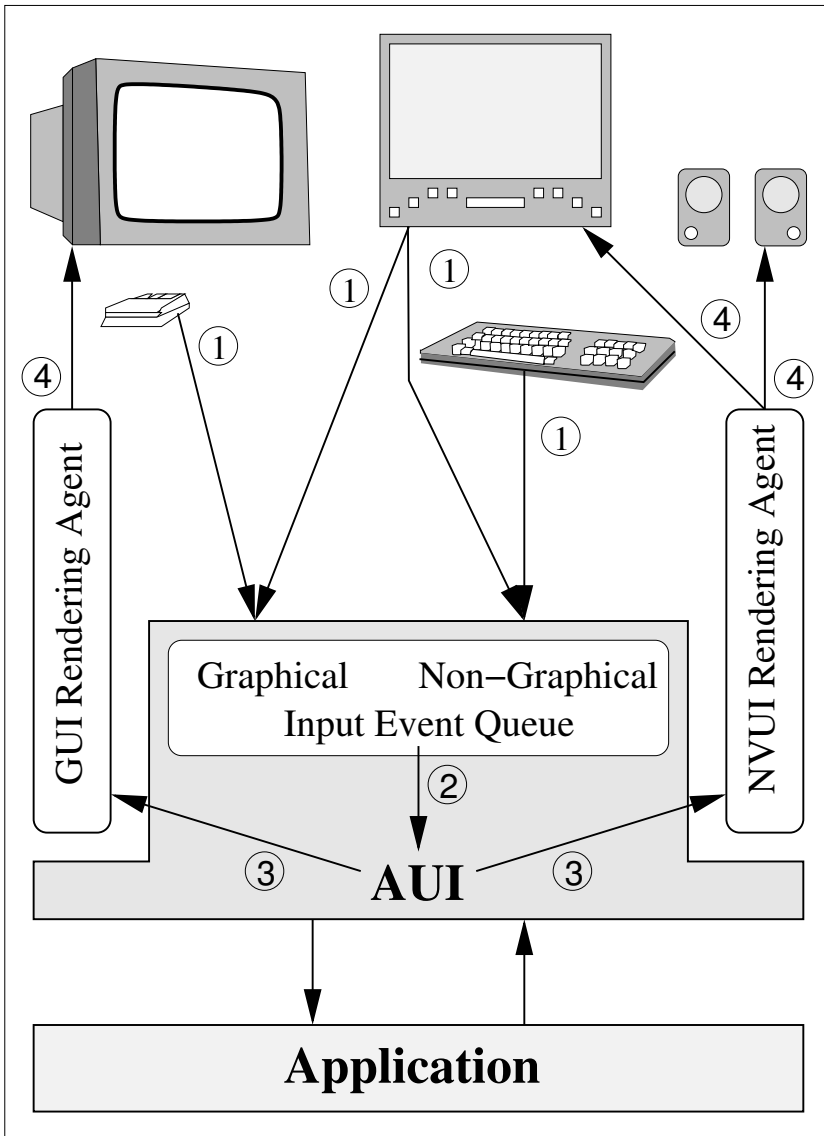 1
1
4
1
4
4
1
GUI Rendering Agent
NVUI Rendering Agent
Graphical Non−Graphical
Input Event Queue
2
3
AUI
3
Application